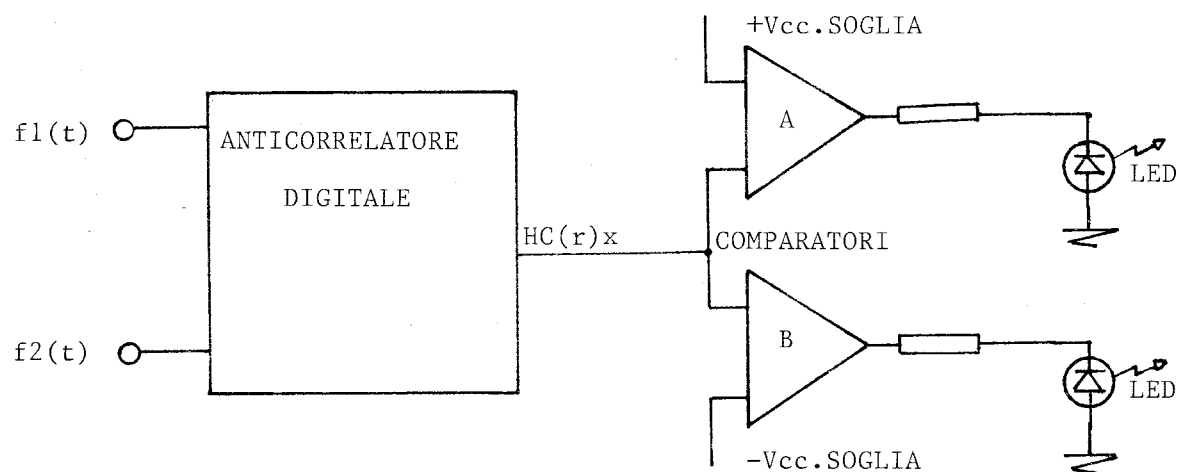 +Vcc.SOGLIA
f1(t)
ANTICORRELATORE
DIGITALE
A
LED
HC(r)x
COMPARATORI
f2(t)
B
LED
-Vcc.SOGLIA